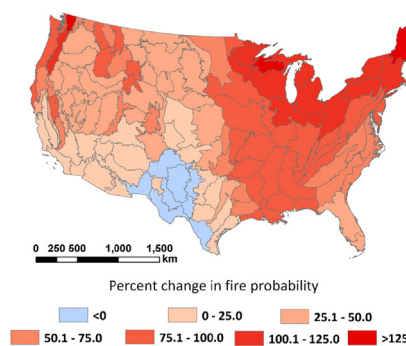 0 250 500 1,000 1,500
km
Percent change in fire probability
<0 0 - 25.0 25.1 - 50.0
50.1 - 75.0 75.1 - 100.0 100.1 - 125.0 >125